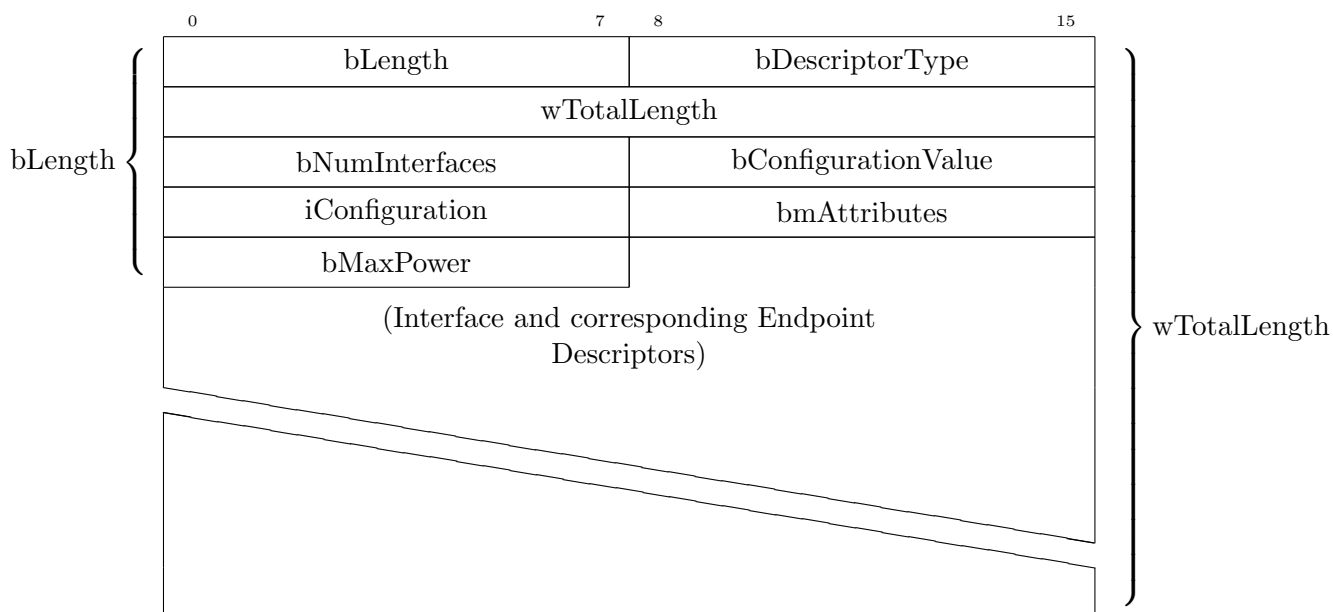 0 7 8 15
bLength bDescriptorType
wTotalLength
bLength bNumInterfaces bConfigurationValue
iConfiguration bmAttributes
bMaxPower
(Interface and corresponding Endpoint
Descriptors)
wTotalLength